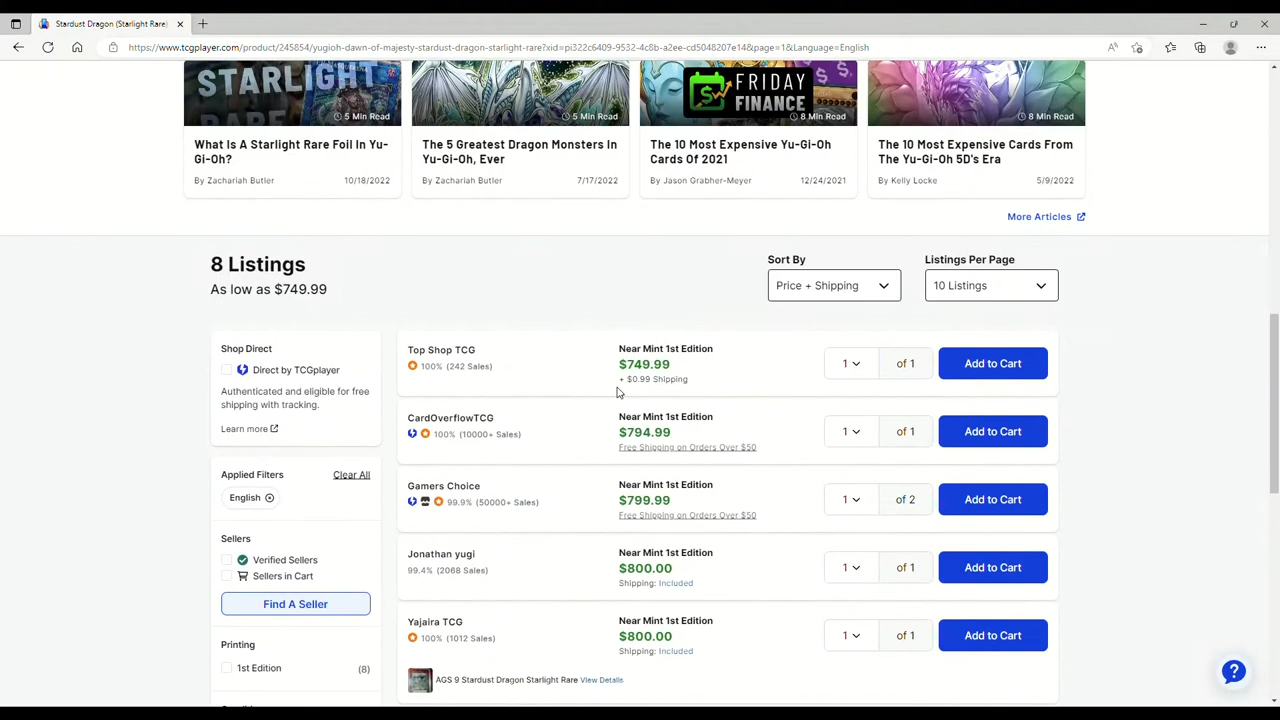 Stardust Dragon (Starlight Rare)
https://www.tcgplayer.com/product/245854/yugioh-dawn-of-majesty-stardust-dragon-starlight-rare?xid=pi322c6409-9532-4c8b-a2ee-cd5048207e14&page=1&Language=English
STARLIGHT
RARE
5 Min Read
5 Min Read
FRIDAY
FINANCE
8 Min Read
8 Min Read
What Is A Starlight Rare Foil In Yu-
Gi-Oh?
The 5 Greatest Dragon Monsters In
Yu-Gi-Oh, Ever
The 10 Most Expensive Yu-Gi-Oh
Cards Of 2021
The 10 Most Expensive Cards From
The Yu-Gi-Oh 5D's Era
By Zachariah Butler 10/18/2022
By Zachariah Butler 7/17/2022
By Jason Grabher-Meyer 12/24/2021
By Kelly Locke 5/9/2022
More Articles
8 Listings
As low as $749.99
Sort By
Price + Shipping
Listings Per Page
10 Listings
Shop Direct
Direct by TCGplayer
Authenticated and eligible for free
shipping with tracking.
Learn more
Applied Filters Clear All
English
Sellers
Verified Sellers
Sellers in Cart
Find A Seller
Printing
1st Edition (8)
Top Shop TCG
100% (242 Sales)
Near Mint 1st Edition
$749.99
+ $0.99 Shipping
1 of 1 Add to Cart
CardOverflowTCG
100% (10000+ Sales)
Near Mint 1st Edition
$794.99
Free Shipping on Orders Over $50
1 of 1 Add to Cart
Gamers Choice
99.9% (50000+ Sales)
Near Mint 1st Edition
$799.99
Free Shipping on Orders Over $50
1 of 2 Add to Cart
Jonathan yugi
99.4% (2068 Sales)
Near Mint 1st Edition
$800.00
Shipping: Included
1 of 1 Add to Cart
Yajaira TCG
100% (1012 Sales)
Near Mint 1st Edition
$800.00
Shipping: Included
1 of 1 Add to Cart
AGS 9 Stardust Dragon Starlight Rare View Details